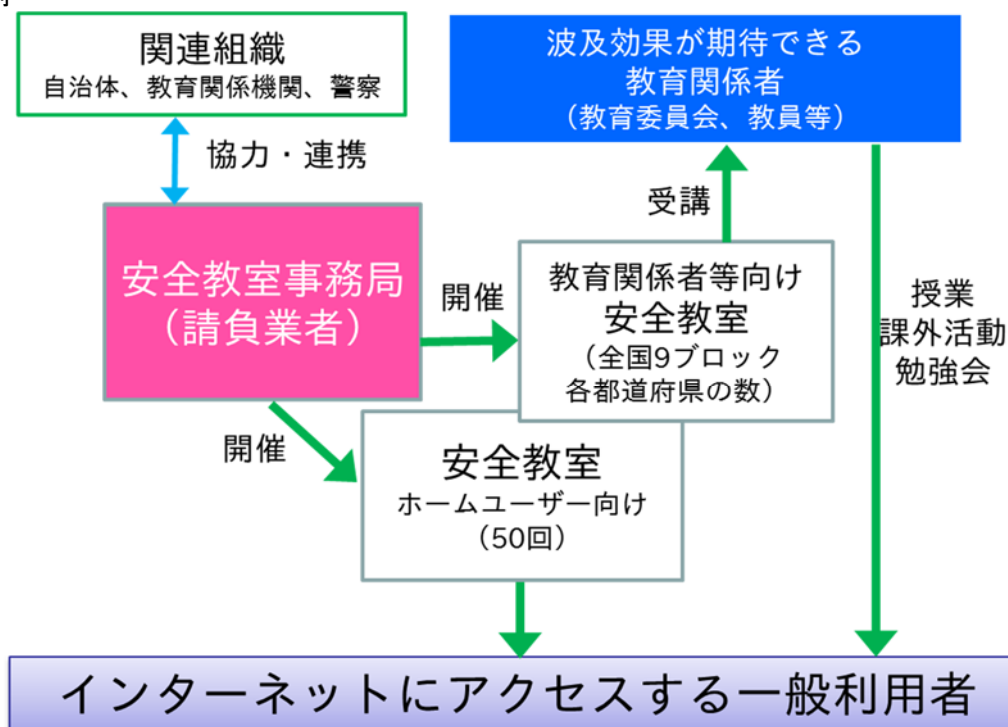 関連組織
自治体、教育関係機関、警察
波及効果が期待できる
教育関係者
（教育委員会、教員等）
協力・連携
受講
安全教室事務局
（請負業者）
開催
教育関係者等向け
安全教室
（全国9ブロック
各都道府県の数）
授業
課外活動
勉強会
開催
安全教室
ホームユーザー向け
（50回）
インターネットにアクセスする一般利用者